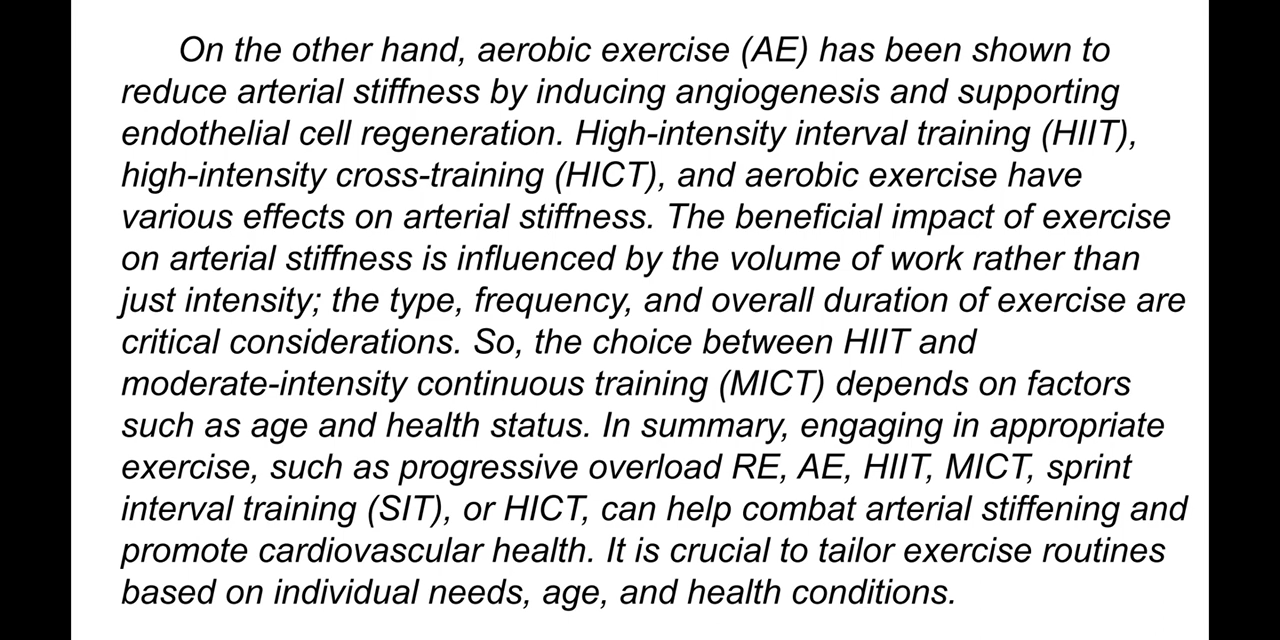 On the other hand, aerobic exercise (AE) has been shown to
reduce arterial stiffness by inducing angiogenesis and supporting
endothelial cell regeneration. High-intensity interval training (HIIT),
high-intensity cross-training (HICT), and aerobic exercise have
various effects on arterial stiffness. The beneficial impact of exercise
on arterial stiffness is influenced by the volume of work rather than
just intensity; the type, frequency, and overall duration of exercise are
critical considerations. So, the choice between HIIT and
moderate-intensity continuous training (MICT) depends on factors
such as age and health status. In summary, engaging in appropriate
exercise, such as progressive overload RE, AE, HIIT, MICT, sprint
interval training (SIT), or HICT, can help combat arterial stiffening and
promote cardiovascular health. It is crucial to tailor exercise routines
based on individual needs, age, and health conditions.